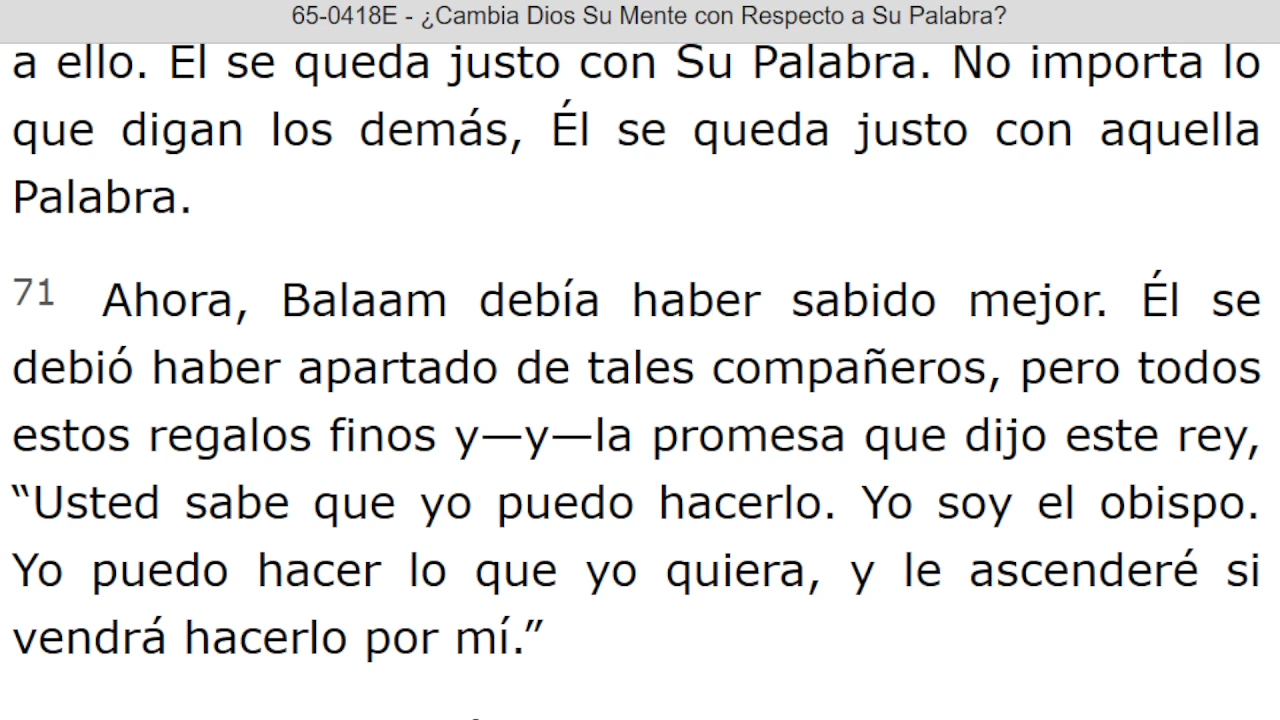 65-0418E - ¿Cambia Dios Su Mente con Respecto a Su Palabra?
a ello. Él se queda justo con Su Palabra. No importa lo
que digan los demás, Él se queda justo con aquella
Palabra.
71 Ahora, Balaam debía haber sabido mejor. Él se
debió haber apartado de tales compañeros, pero todos
estos regalos finos y—y—la promesa que dijo este rey,
“Usted sabe que yo puedo hacerlo. Yo soy el obispo.
Yo puedo hacer lo que yo quiera, y le ascenderé si
vendrá hacerlo por mí.”